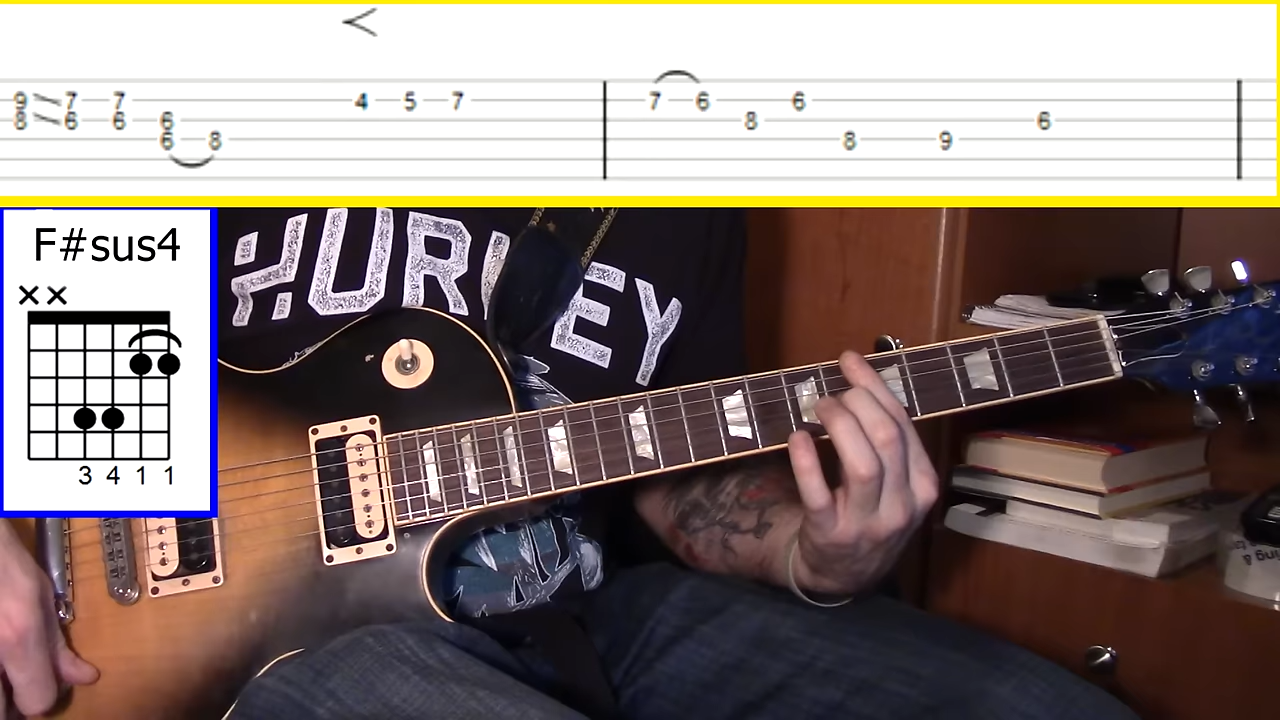 <
9 7 7 4 5 7 7 6 6
8 6 6 6 8 6
6 8 8 9
F#sus4
××
3 4 1 1
HURLEY